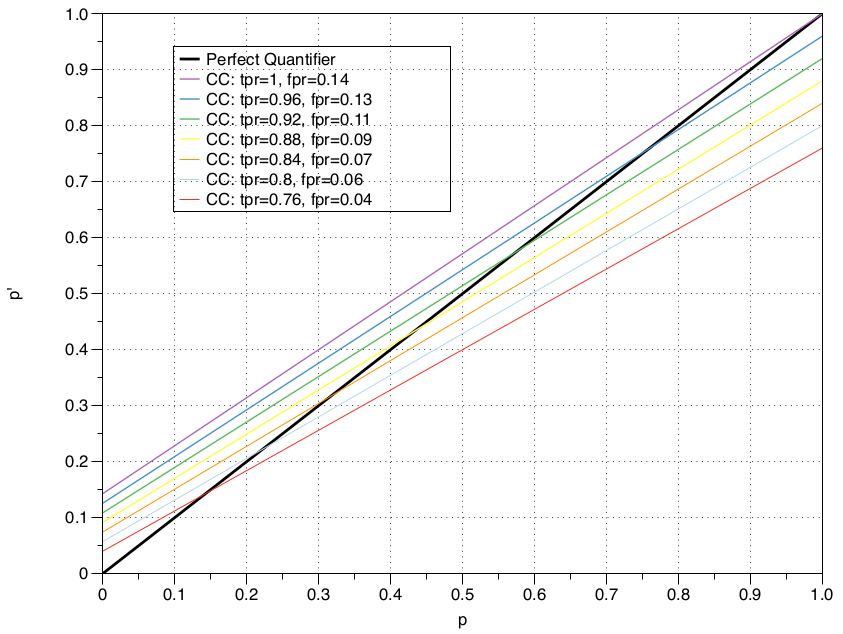 1.0
0.9
0.8
0.7
0.6
0.5
0.4
0.3
0.2
0.1
0
p'
Perfect Quantifier
CC: tpr=1, fpr=0.14
CC: tpr=0.96, fpr=0.13
CC: tpr=0.92, fpr=0.11
CC: tpr=0.88, fpr=0.09
CC: tpr=0.84, fpr=0.07
CC: tpr=0.8, fpr=0.06
CC: tpr=0.76, fpr=0.04
0 0.1 0.2 0.3 0.4 0.5 0.6 0.7 0.8 0.9 1.0
p